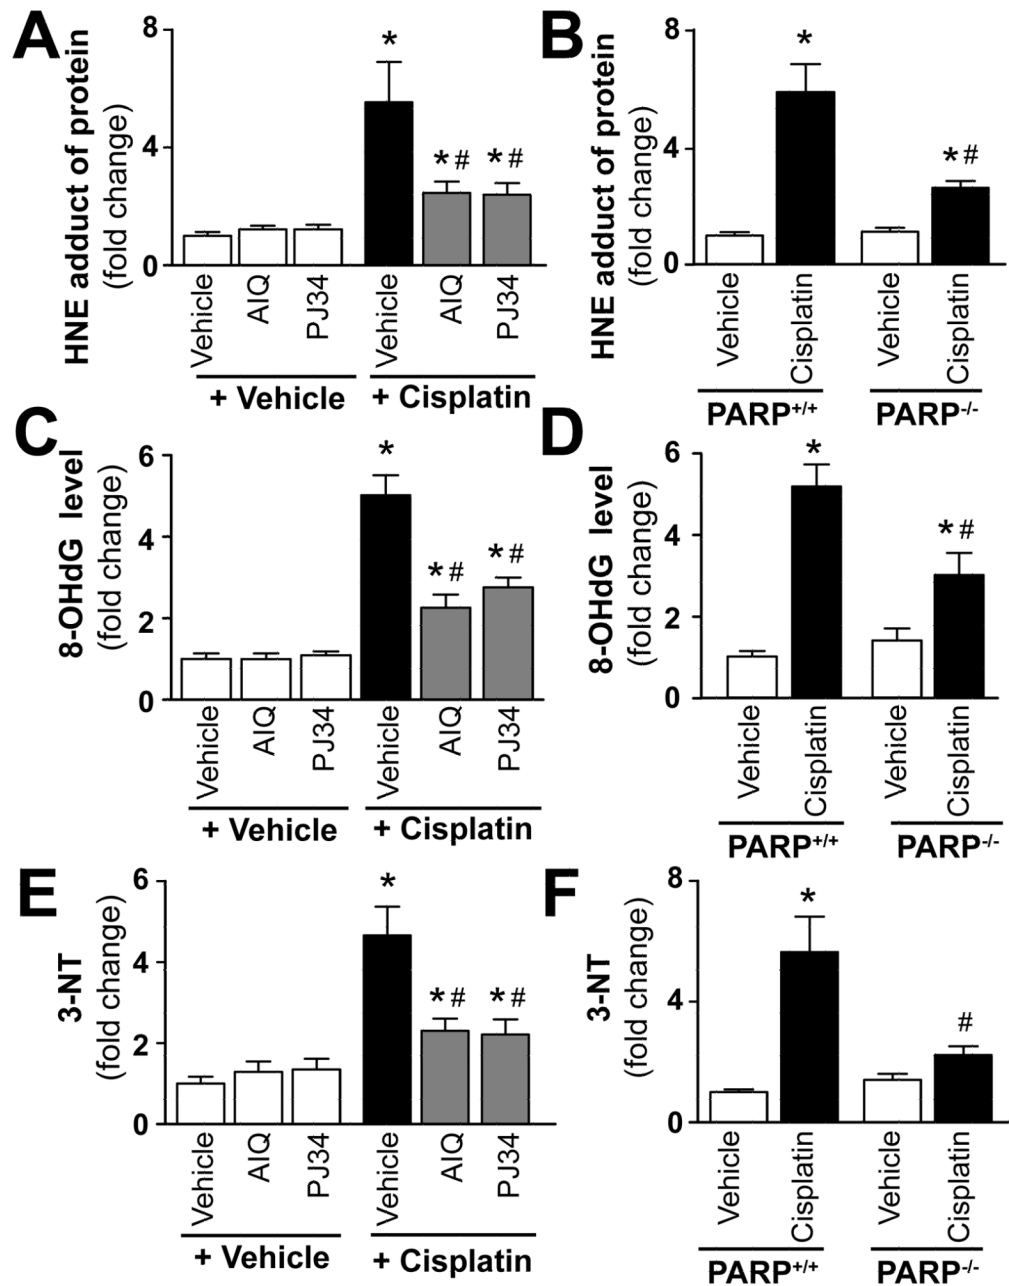 A
HNE adduct of protein
(fold change)
8
4
0
*
* #
* #
Vehicle
AIQ
PJ34
Vehicle
AIQ
PJ34
+ Vehicle
+ Cisplatin
B
HNE adduct of protein
(fold change)
8
4
0
*
* #
Vehicle
Cisplatin
Vehicle
Cisplatin
PARP+/+
PARP-/-
C
8-OHdG level
(fold change)
6
4
2
0
*
* #
* #
Vehicle
AIQ
PJ34
Vehicle
AIQ
PJ34
+ Vehicle
+ Cisplatin
D
8-OHdG level
(fold change)
6
4
2
0
*
* #
Vehicle
Cisplatin
Vehicle
Cisplatin
PARP+/+
PARP-/-
E
3-NT
(fold change)
6
4
2
0
*
* #
* #
Vehicle
AIQ
PJ34
Vehicle
AIQ
PJ34
+ Vehicle
+ Cisplatin
F
3-NT
(fold change)
8
4
0
*
#
Vehicle
Cisplatin
Vehicle
Cisplatin
PARP+/+
PARP-/-